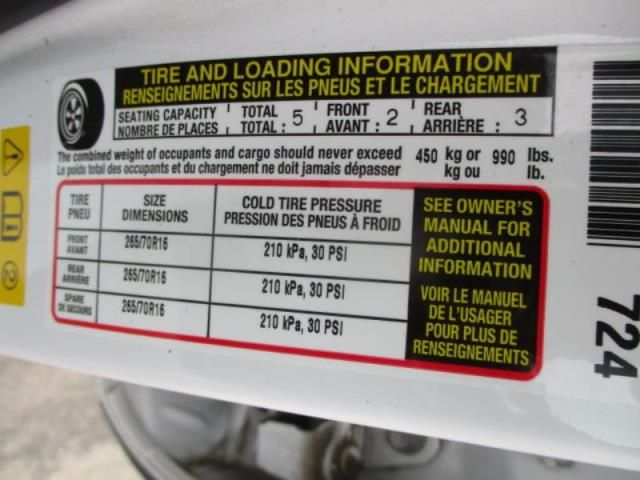 TIRE AND LOADING INFORMATION
RENSEIGNEMENTS SUR LES PNEUS ET LE CHARGEMENT
SEATING CAPACITY TOTAL FRONT REAR
NOMBRE DE PLACES TOTAL : 5 AVANT : 2 ARRIÈRE : 3
The combined weight of occupants and cargo should never exceed 450 kg or 990 lbs.
Le poids total des occupants et du chargement ne doit jamais dépasser kg ou lb.
TIRE SIZE COLD TIRE PRESSURE
PNEU DIMENSIONS PRESSION DES PNEUS À FROID
FRONT
AVANT 265/70R16 210 kPa, 30 PSI
REAR
ARRIÈRE 265/70R16 210 kPa, 30 PSI
SPARE
DE SECOURS 265/70R16 210 kPa, 30 PSI
SEE OWNER'S
MANUAL FOR
ADDITIONAL
INFORMATION
VOIR LE MANUEL
DE L'USAGER
POUR PLUS DE
RENSEIGNEMENTS
724